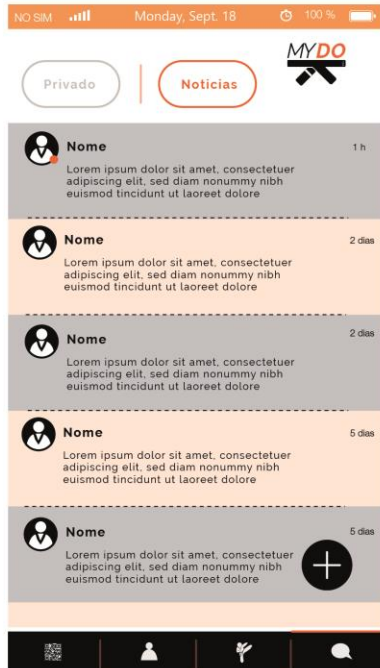 NO SIM Monday, Sept. 18 100 %
MYDO
Privado Noticias
Nome 1 h
Lorem ipsum dolor sit amet, consectetuer
adipiscing elit, sed diam nonummy nibh
euismod tincidunt ut laoreet dolore
Nome 2 dias
Lorem ipsum dolor sit amet, consectetuer
adipiscing elit, sed diam nonummy nibh
euismod tincidunt ut laoreet dolore
Nome 2 dias
Lorem ipsum dolor sit amet, consectetuer
adipiscing elit, sed diam nonummy nibh
euismod tincidunt ut laoreet dolore
Nome 5 dias
Lorem ipsum dolor sit amet, consectetuer
adipiscing elit, sed diam nonummy nibh
euismod tincidunt ut laoreet dolore
Nome 5 dias
Lorem ipsum dolor sit amet, consectetuer
adipiscing elit, sed diam nonummy nibh
euismod tincidunt ut laoreet dolore